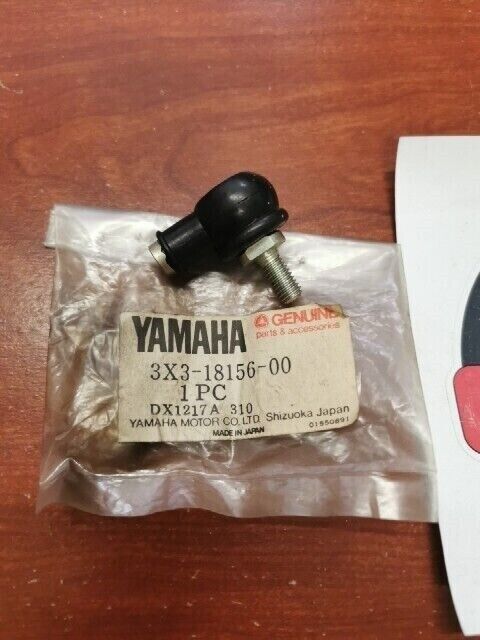 YAMAHA GENUINE
parts & accessories
3X3-18156-00
1 PC
DX1217A 310
YAMAHA MOTOR CO., LTD. Shizuoka Japan
MADE IN JAPAN 01550891